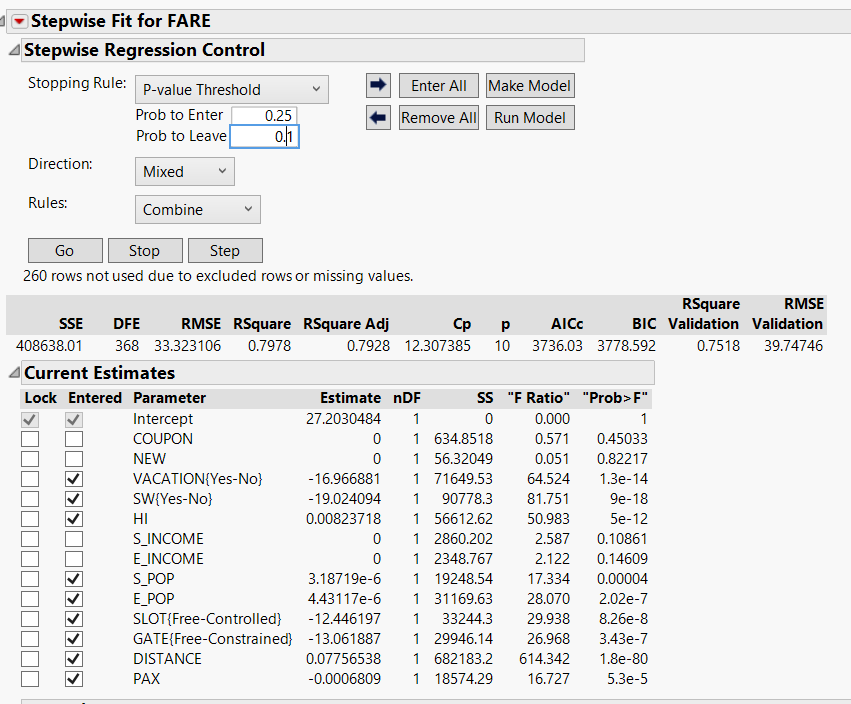 Stepwise Fit for FARE
Stepwise Regression Control
Stopping Rule: P-value Threshold Enter All Make Model
Prob to Enter 0.25
Prob to Leave 0.1 Remove All Run Model
Direction: Mixed
Rules: Combine
Go Stop Step
260 rows not used due to excluded rows or missing values.
RSquare RMSE
SSE DFE RMSE RSquare RSquare Adj Cp p AICc BIC Validation Validation
408638.01 368 33.323106 0.7978 0.7928 12.307385 10 3736.03 3778.592 0.7518 39.74746
Current Estimates
Lock Entered Parameter Estimate nDF SS "F Ratio" "Prob>F"
Intercept 27.2030484 1 0 0.000 1
COUPON 0 1 634.8518 0.571 0.45033
NEW 0 1 56.32049 0.051 0.82217
VACATION{Yes-No} -16.966881 1 71649.53 64.524 1.3e-14
SW{Yes-No} -19.024094 1 90778.3 81.751 9e-18
HI 0.00823718 1 56612.62 50.983 5e-12
S_INCOME 0 1 2860.202 2.587 0.10861
E_INCOME 0 1 2348.767 2.122 0.14609
S_POP 3.18719e-6 1 19248.54 17.334 0.00004
E_POP 4.43117e-6 1 31169.63 28.070 2.02e-7
SLOT{Free-Controlled} -12.446197 1 33244.3 29.938 8.26e-8
GATE{Free-Constrained} -13.061887 1 29946.14 26.968 3.43e-7
DISTANCE 0.07756538 1 682183.2 614.342 1.8e-80
PAX -0.0006809 1 18574.29 16.727 5.3e-5